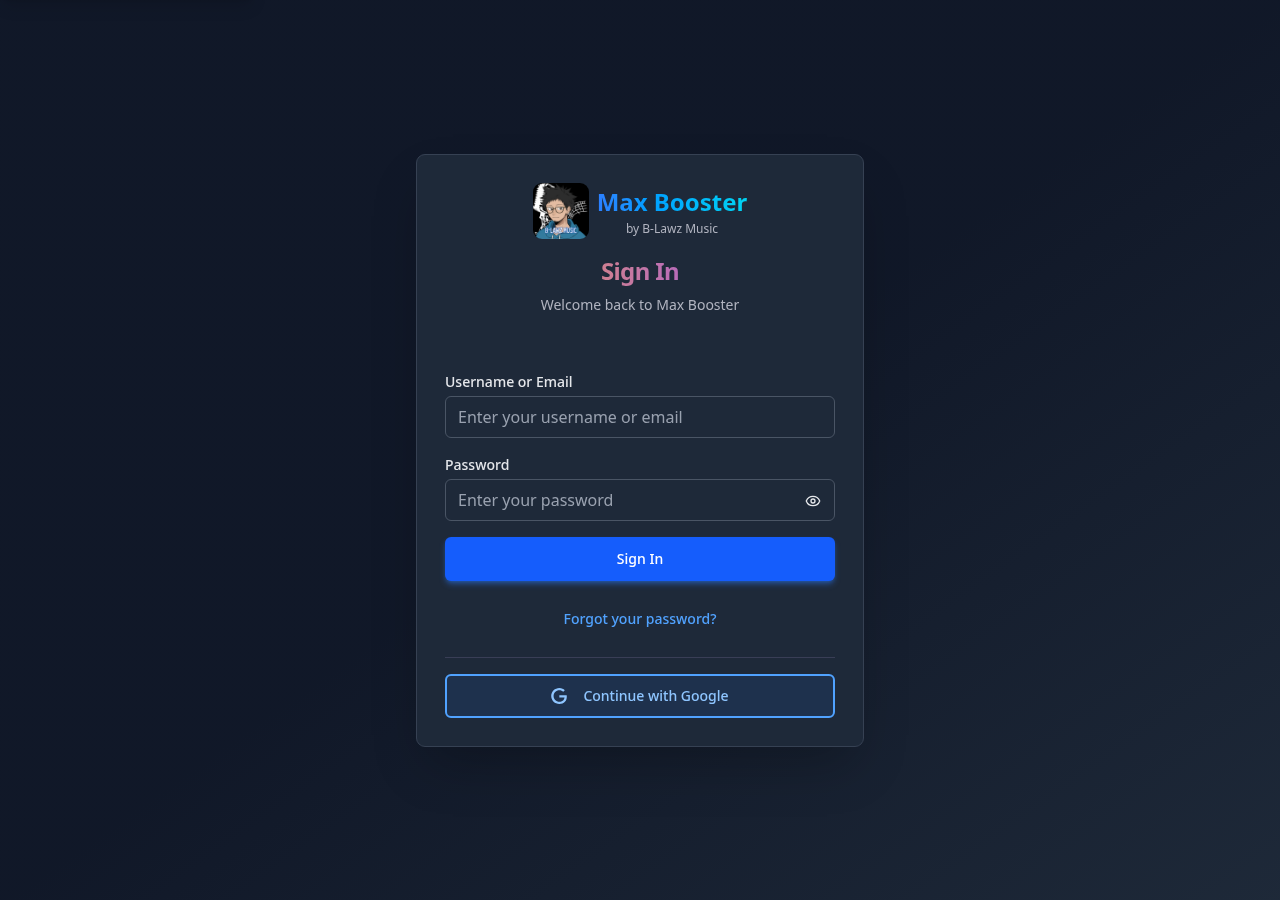 Max Booster
by B-Lawz Music
Sign In
Welcome back to Max Booster
Username or Email
Enter your username or email
Password
Enter your password
Sign In
Forgot your password?
Continue with Google